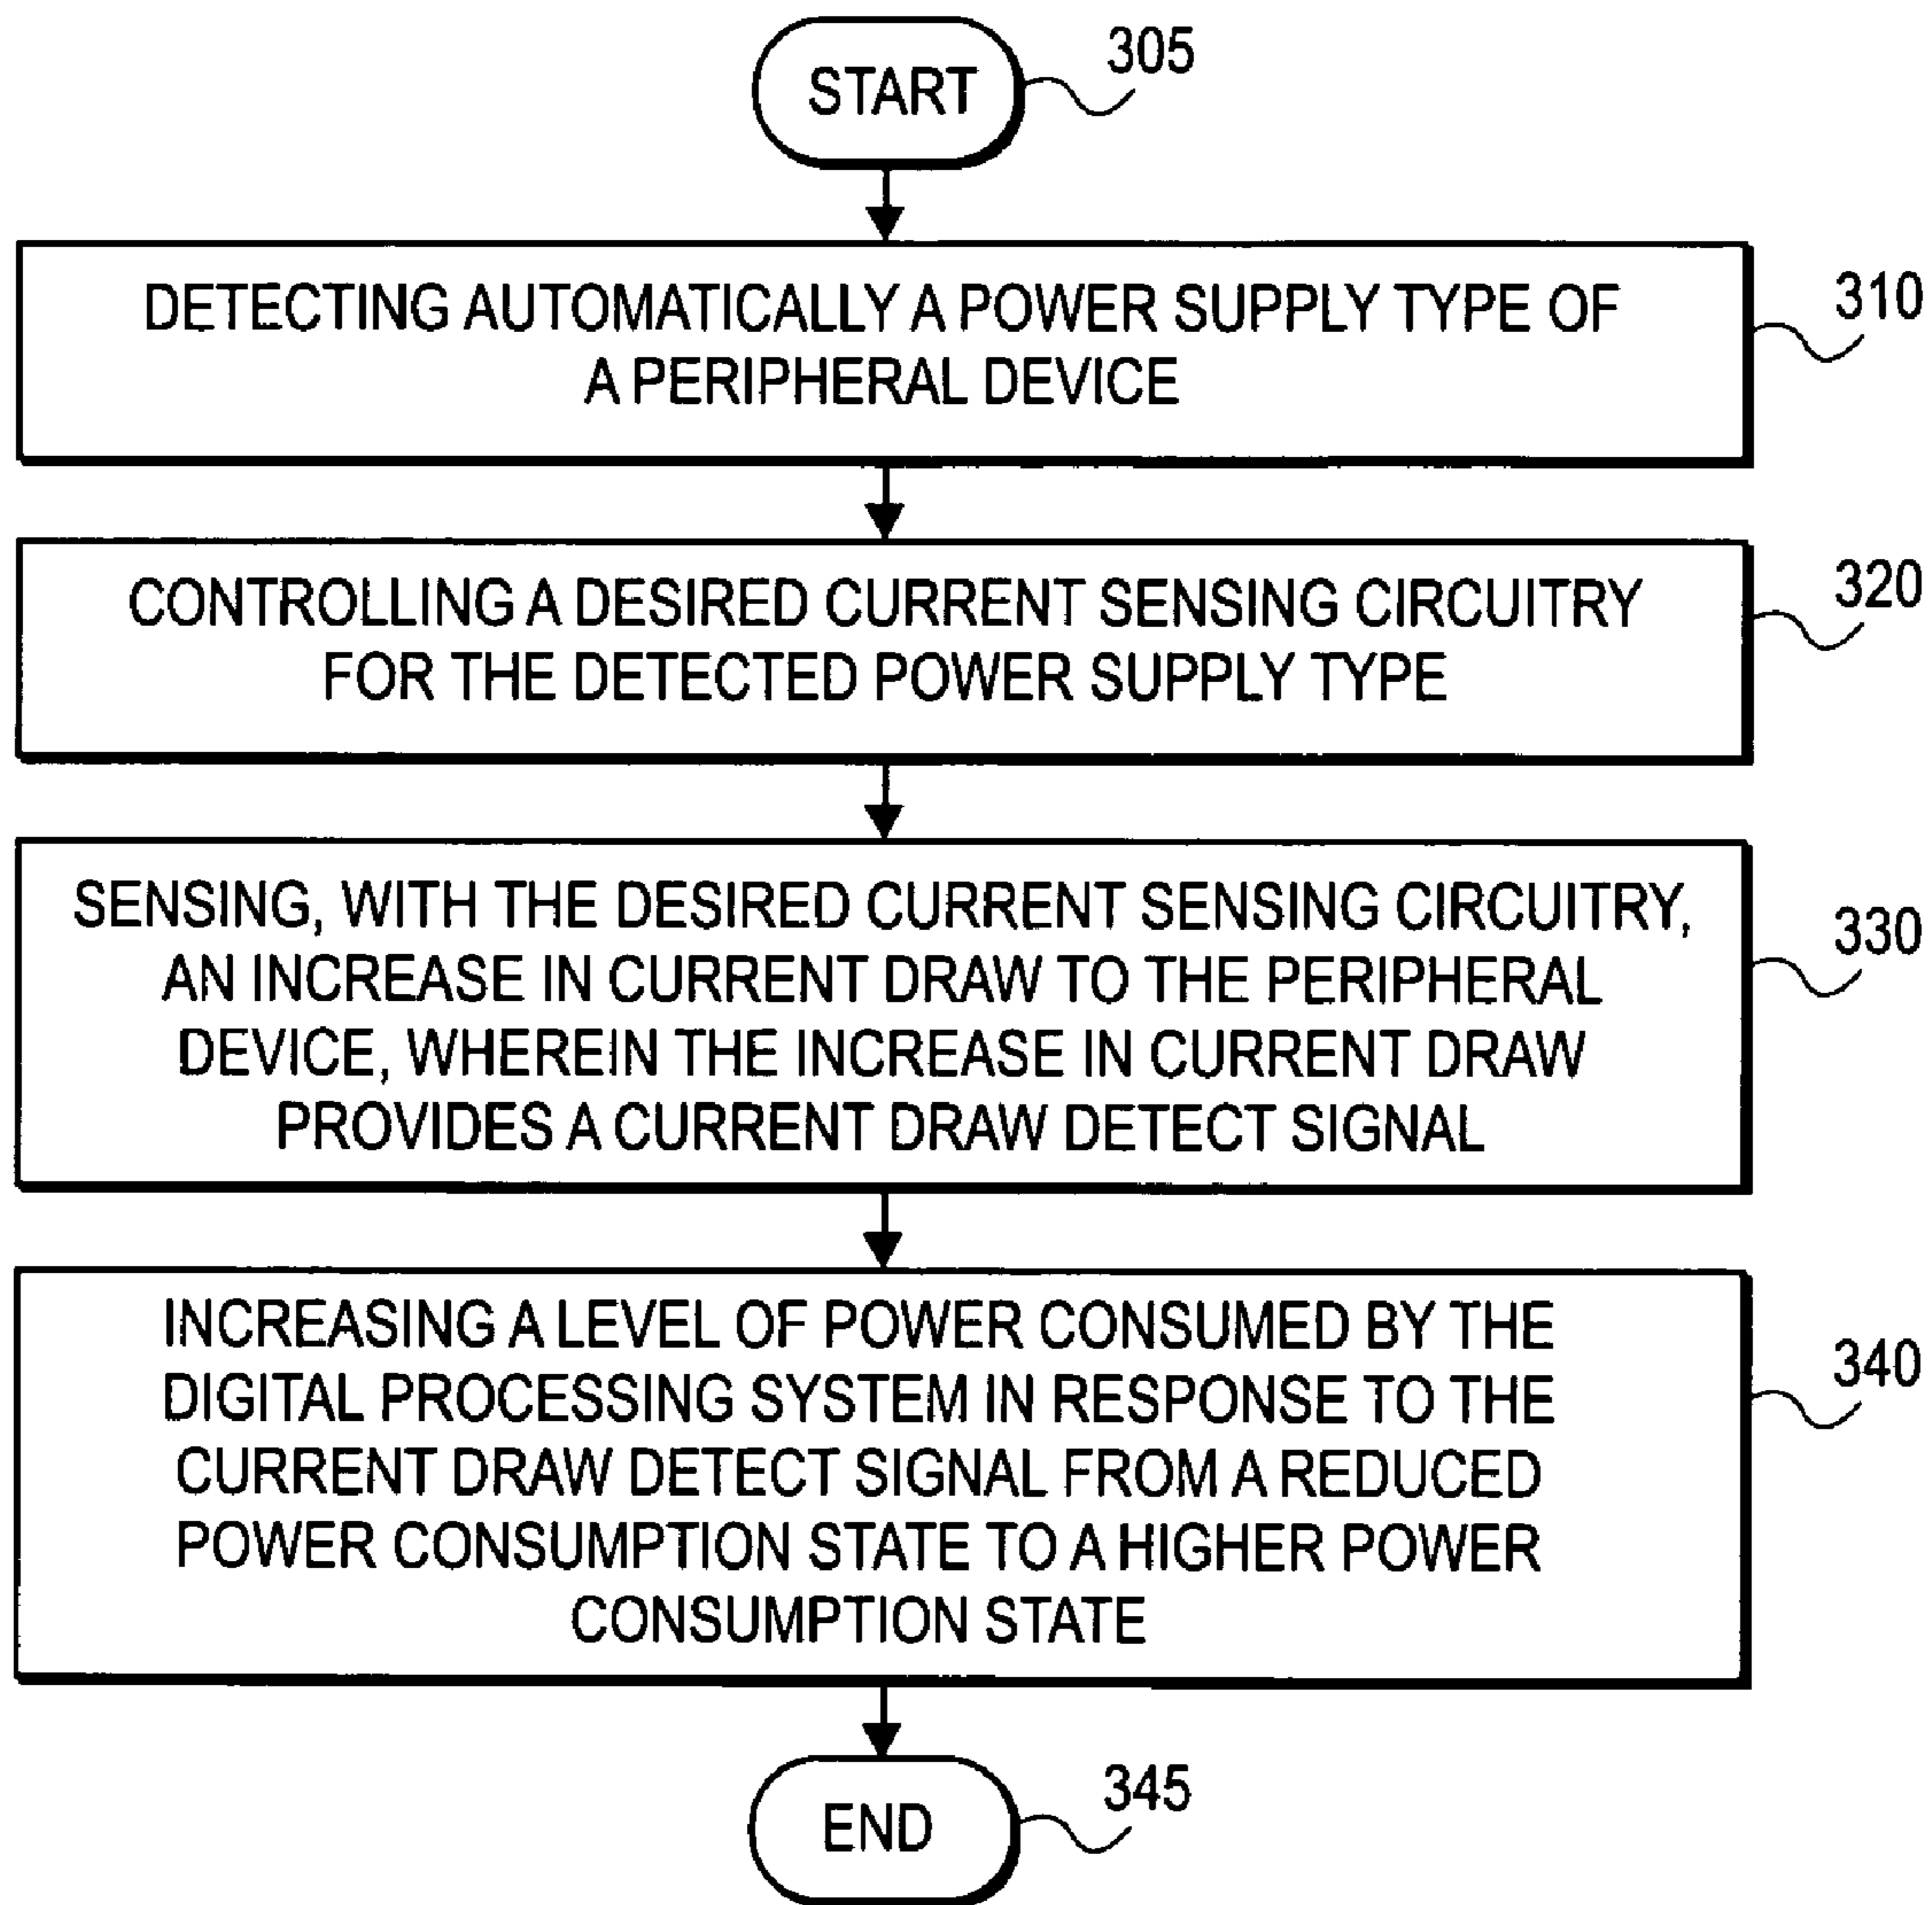 START
305
DETECTING AUTOMATICALLY A POWER SUPPLY TYPE OF
A PERIPHERAL DEVICE
310
CONTROLLING A DESIRED CURRENT SENSING CIRCUITRY
FOR THE DETECTED POWER SUPPLY TYPE
320
SENSING, WITH THE DESIRED CURRENT SENSING CIRCUITRY,
AN INCREASE IN CURRENT DRAW TO THE PERIPHERAL
DEVICE, WHEREIN THE INCREASE IN CURRENT DRAW
PROVIDES A CURRENT DRAW DETECT SIGNAL
330
INCREASING A LEVEL OF POWER CONSUMED BY THE
DIGITAL PROCESSING SYSTEM IN RESPONSE TO THE
CURRENT DRAW DETECT SIGNAL FROM A REDUCED
POWER CONSUMPTION STATE TO A HIGHER POWER
CONSUMPTION STATE
340
END
345